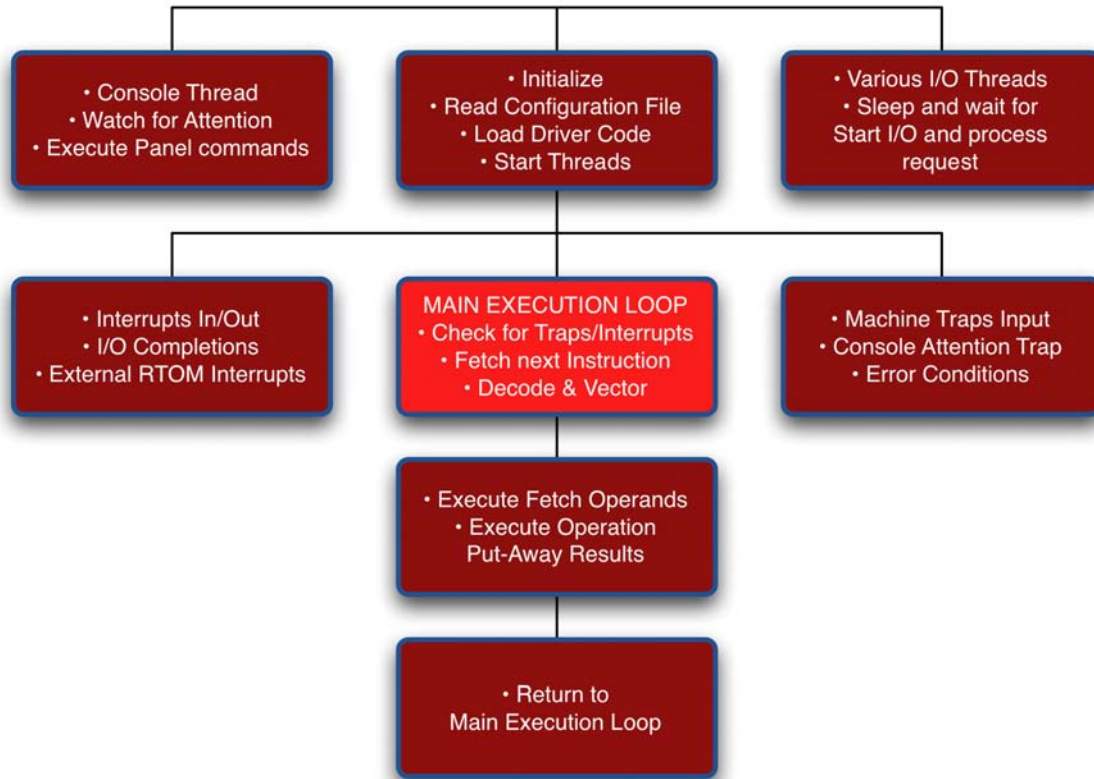 • Console Thread
• Watch for Attention
• Execute Panel commands
• Initialize
• Read Configuration File
• Load Driver Code
• Start Threads
• Various I/O Threads
• Sleep and wait for
Start I/O and process
request
• Interrupts In/Out
• I/O Completions
• External RTOM Interrupts
MAIN EXECUTION LOOP
• Check for Traps/Interrupts
• Fetch next Instruction
• Decode & Vector
• Machine Traps Input
• Console Attention Trap
• Error Conditions
• Execute Fetch Operands
• Execute Operation
Put-Away Results
• Return to
Main Execution Loop